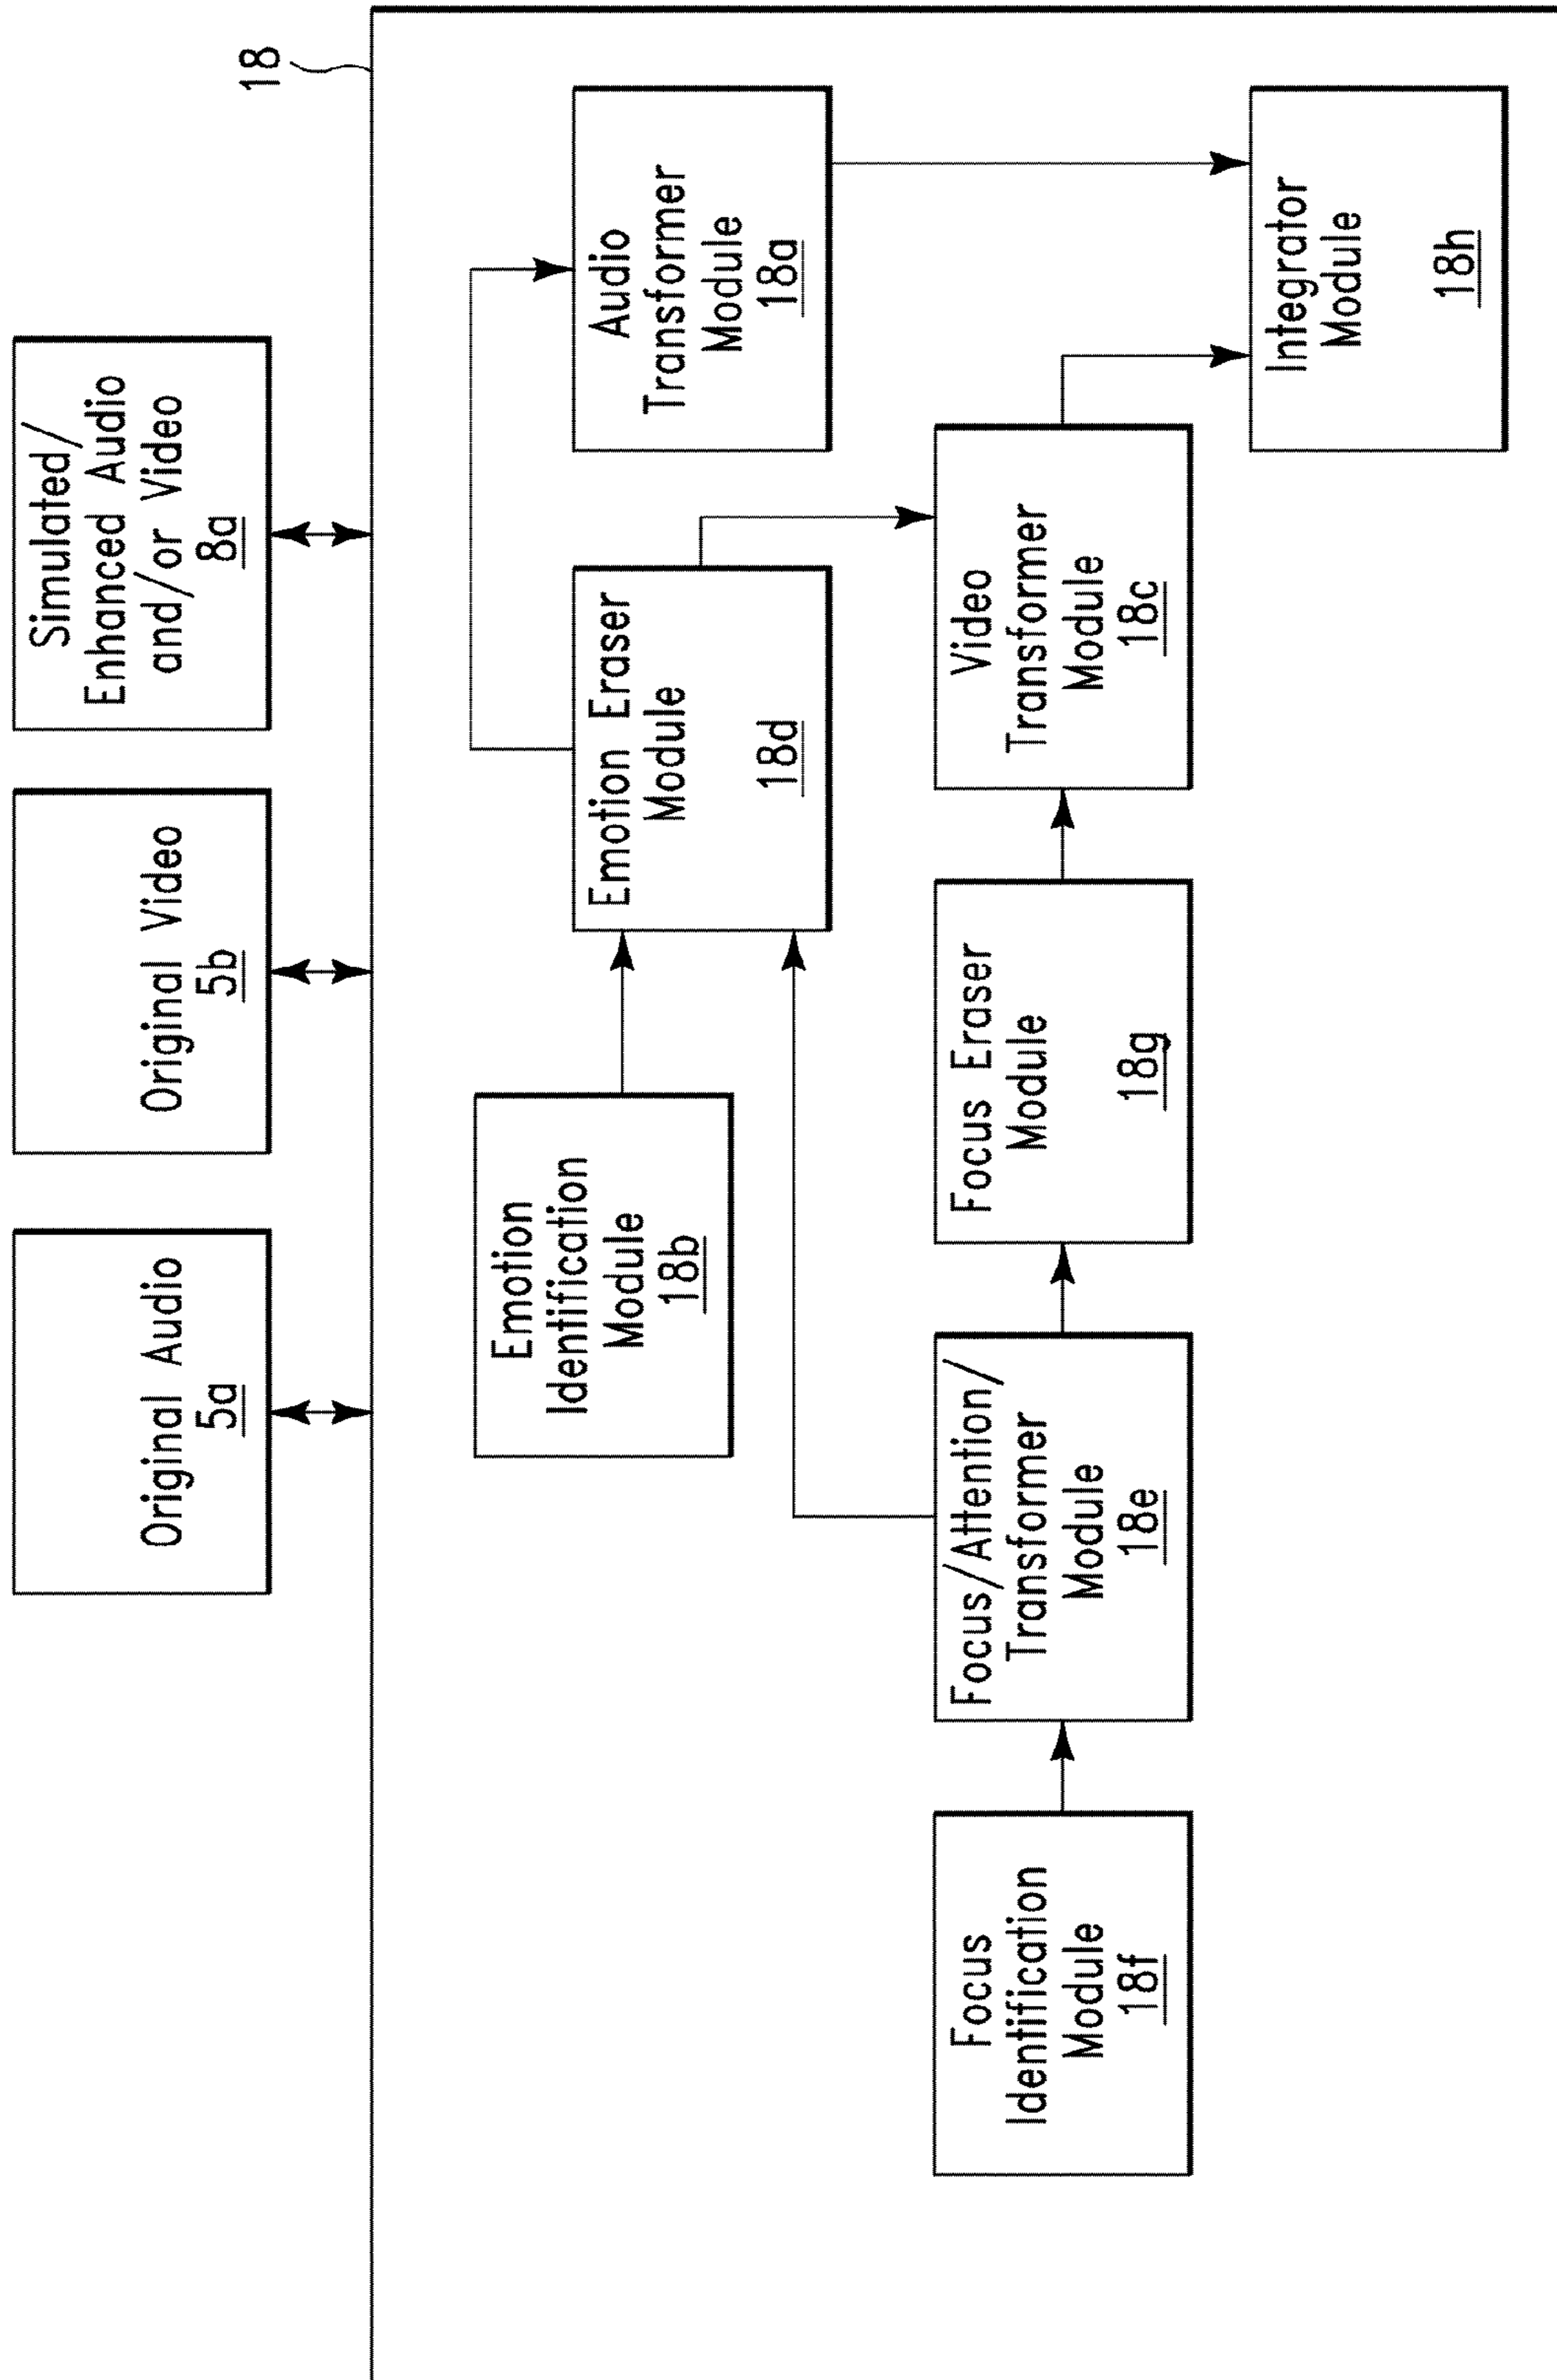 Original Audio
5a
Original Video
5b
Simulated/
Enhanced Audio
and/or Video
8a
18
Emotion
Identification
Module
18b
Emotion Eraser
Module
18d
Audio
Transformer
Module
18a
Focus
Identification
Module
18f
Focus/Attention/
Transformer
Module
18e
Focus Eraser
Module
18g
Video
Transformer
Module
18c
Integrator
Module
18h